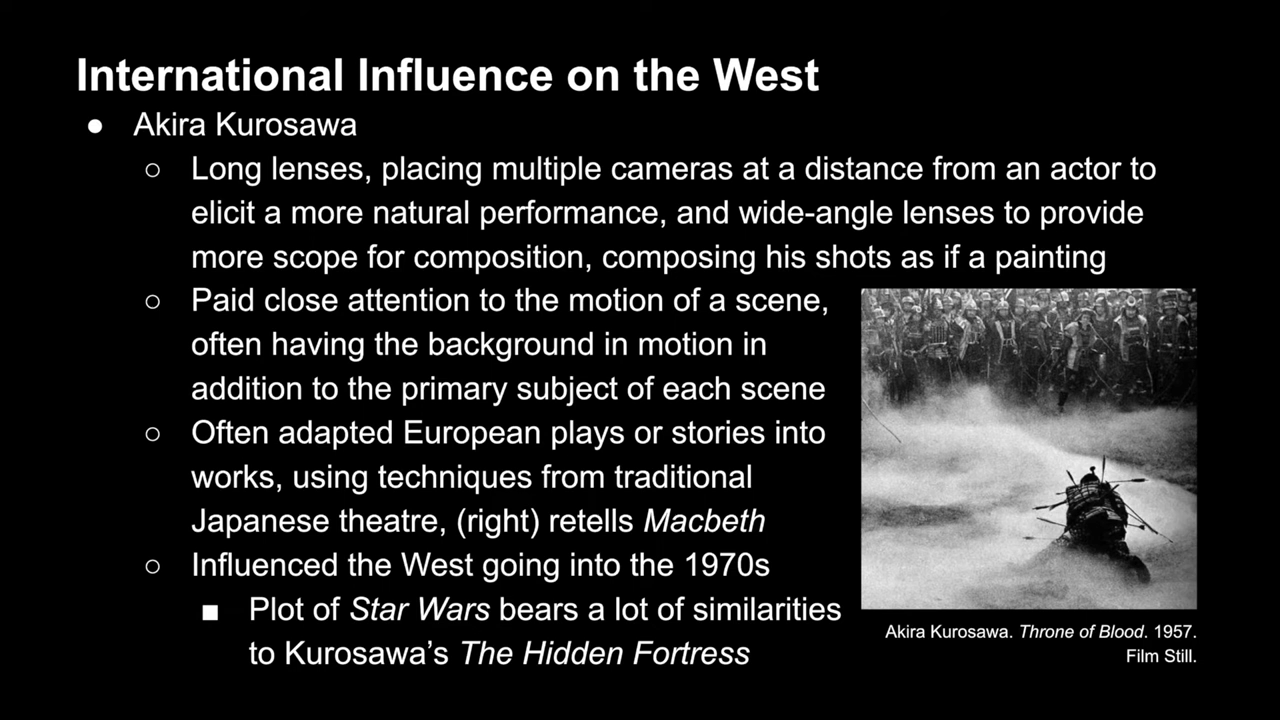 International Influence on the West
● Akira Kurosawa
○ Long lenses, placing multiple cameras at a distance from an actor to
elicit a more natural performance, and wide-angle lenses to provide
more scope for composition, composing his shots as if a painting
○ Paid close attention to the motion of a scene,
often having the background in motion in
addition to the primary subject of each scene
○ Often adapted European plays or stories into
works, using techniques from traditional
Japanese theatre, (right) retells Macbeth
○ Influenced the West going into the 1970s
■ Plot of Star Wars bears a lot of similarities
to Kurosawa’s The Hidden Fortress
Akira Kurosawa. Throne of Blood. 1957.
Film Still.